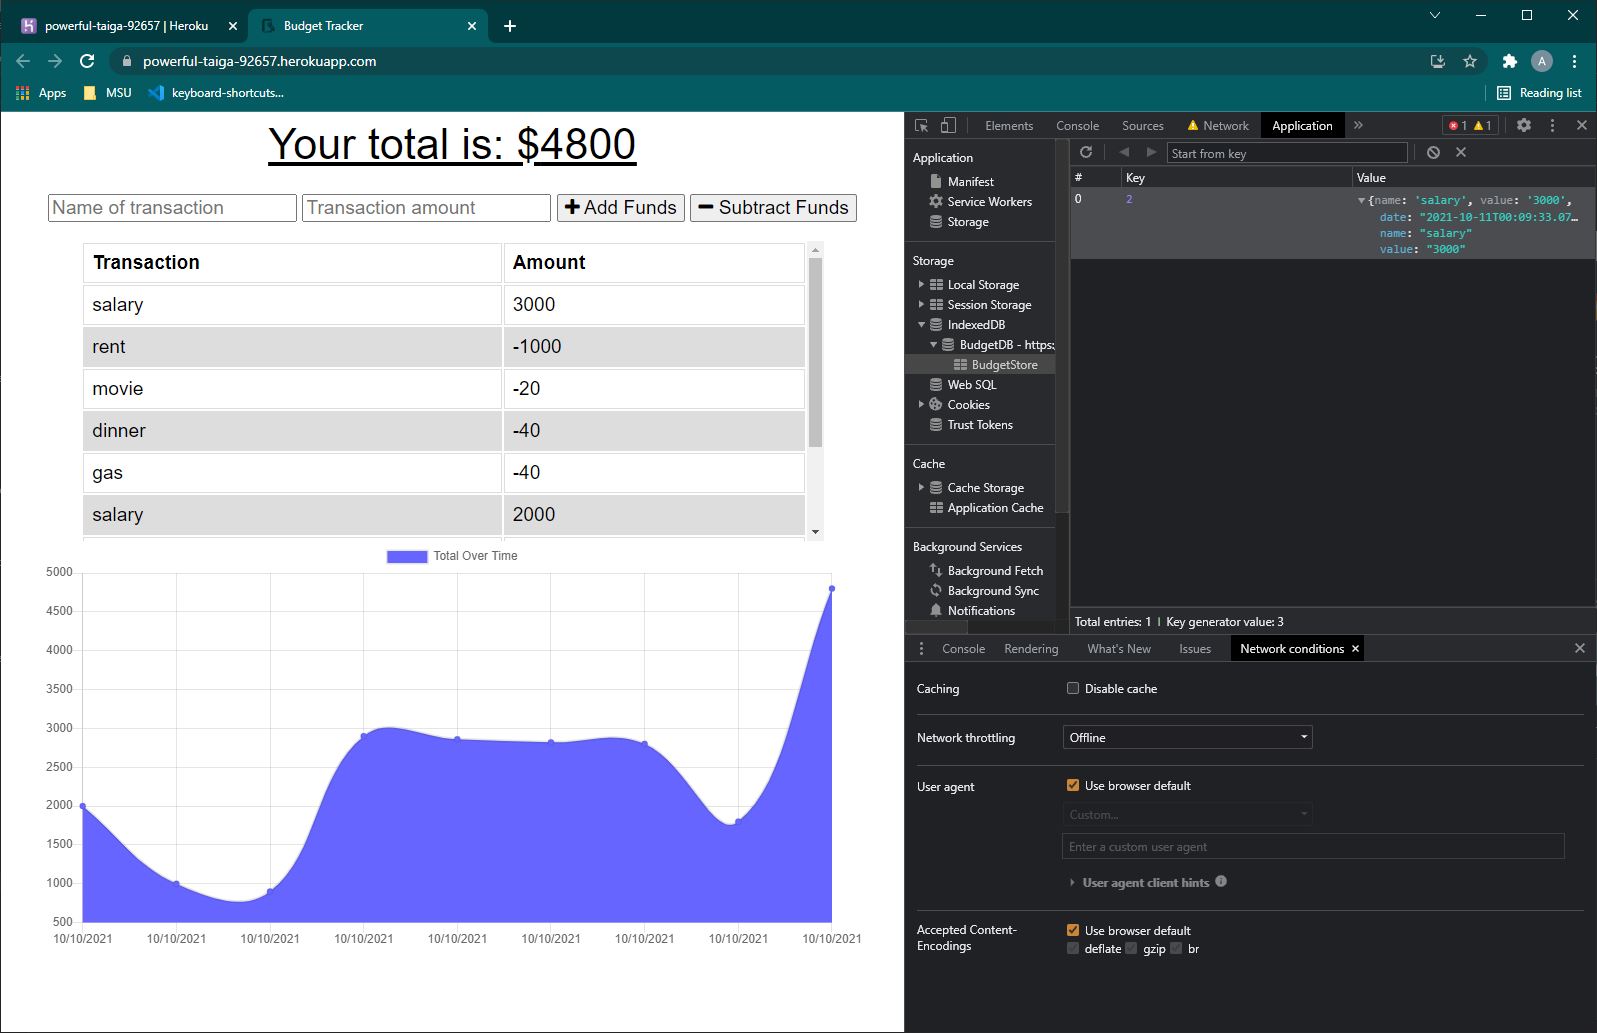 powerful-taiga-92657 | Heroku
Budget Tracker
powerful-taiga-92657.herokuapp.com
A
Apps
MSU
keyboard-shortcuts...
Reading list
Your total is: $4800
Name of transaction
Transaction amount
Add Funds
Subtract Funds
Transaction Amount
salary 3000
rent -1000
movie -20
dinner -40
gas -40
salary 2000
Total Over Time
5000
4500
4000
3500
3000
2500
2000
1500
1000
500
10/10/2021 10/10/2021 10/10/2021 10/10/2021 10/10/2021 10/10/2021 10/10/2021 10/10/2021 10/10/2021
Elements Console Sources Network Application » 1 1
Application
Manifest
Service Workers
Storage
Storage
Local Storage
Session Storage
IndexedDB
BudgetDB - https:
BudgetStore
Web SQL
Cookies
Trust Tokens
Cache
Cache Storage
Application Cache
Background Services
Background Fetch
Background Sync
Notifications
Start from key
# Key Value
0 2 {name: 'salary', value: '3000',
date: "2021-10-11T00:09:33.07...
name: "salary"
value: "3000"
Total entries: 1 Key generator value: 3
Console Rendering What's New Issues Network conditions
Caching
Disable cache
Network throttling
Offline
User agent
Use browser default
Custom...
Enter a custom user agent
User agent client hints
Accepted Content-
Encodings
Use browser default
deflate gzip br